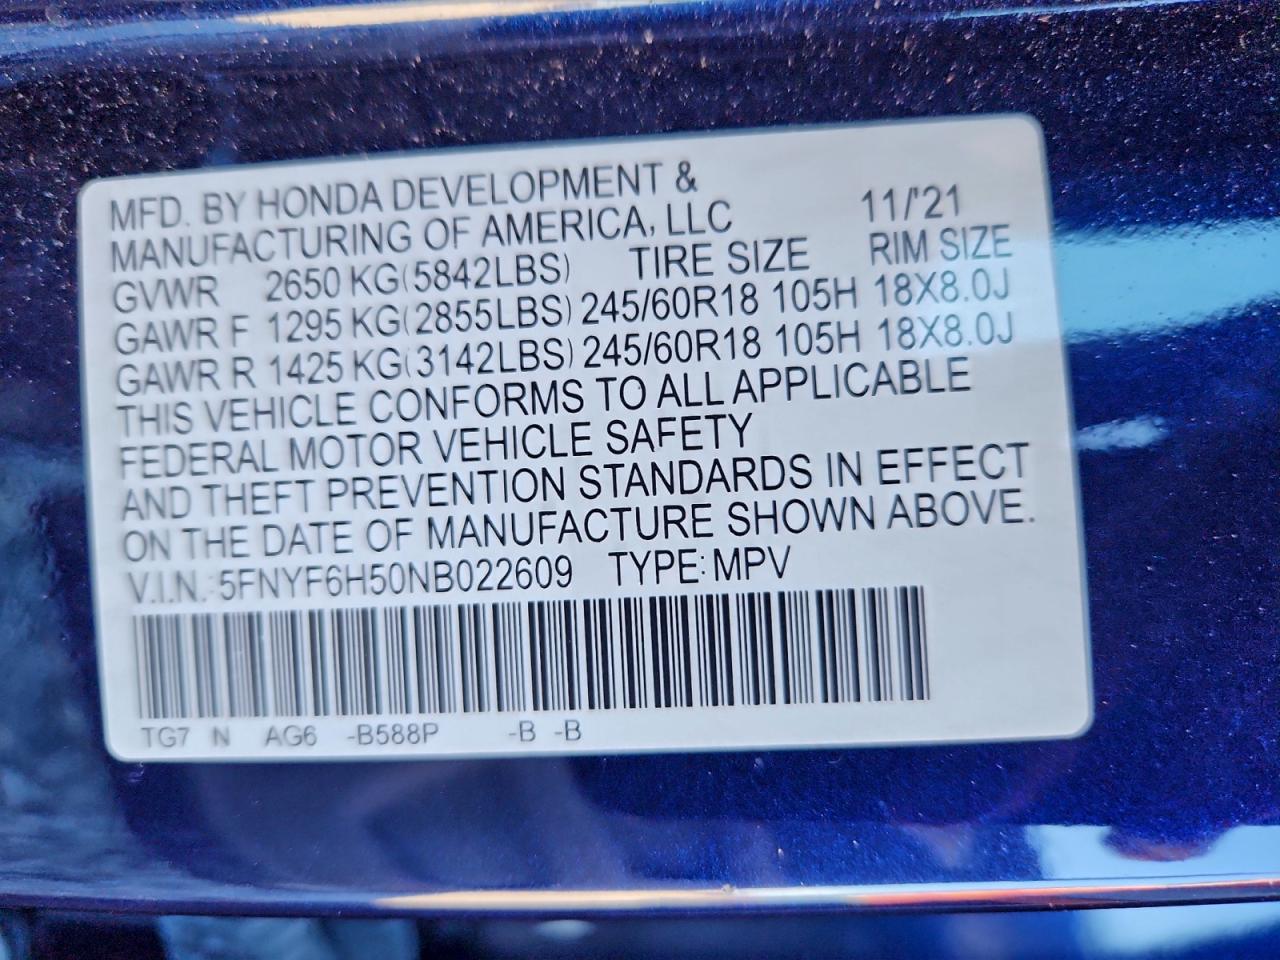 MFD. BY HONDA DEVELOPMENT &
MANUFACTURING OF AMERICA, LLC 11/'21
GVWR 2650 KG(5842LBS) TIRE SIZE RIM SIZE
GAWR F 1295 KG(2855LBS) 245/60R18 105H 18X8.0J
GAWR R 1425 KG(3142LBS) 245/60R18 105H 18X8.0J
THIS VEHICLE CONFORMS TO ALL APPLICABLE
FEDERAL MOTOR VEHICLE SAFETY
AND THEFT PREVENTION STANDARDS IN EFFECT
ON THE DATE OF MANUFACTURE SHOWN ABOVE.
V.I.N.: 5FNYF6H50NB022609 TYPE: MPV
TG7 N AG6 -B588P -B -B